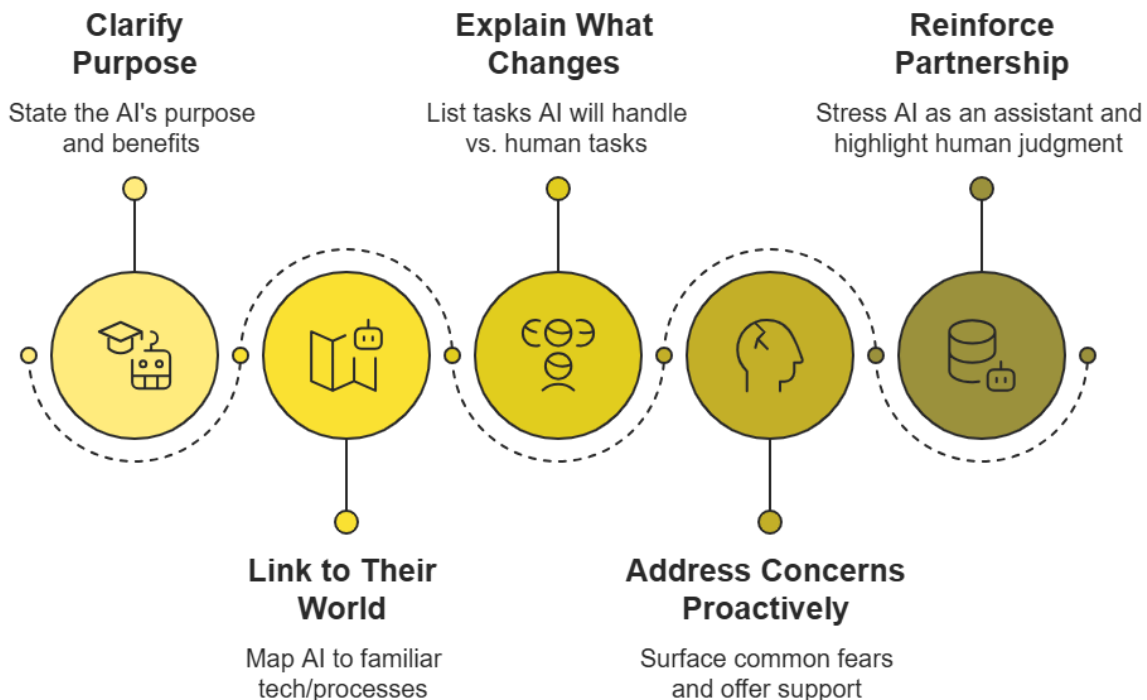 Clarify
Purpose
State the AI's purpose
and benefits
Link to Their
World
Map AI to familiar
tech/processes
Explain What
Changes
List tasks AI will handle
vs. human tasks
Address Concerns
Proactively
Surface common fears
and offer support
Reinforce
Partnership
Stress AI as an assistant and
highlight human judgment